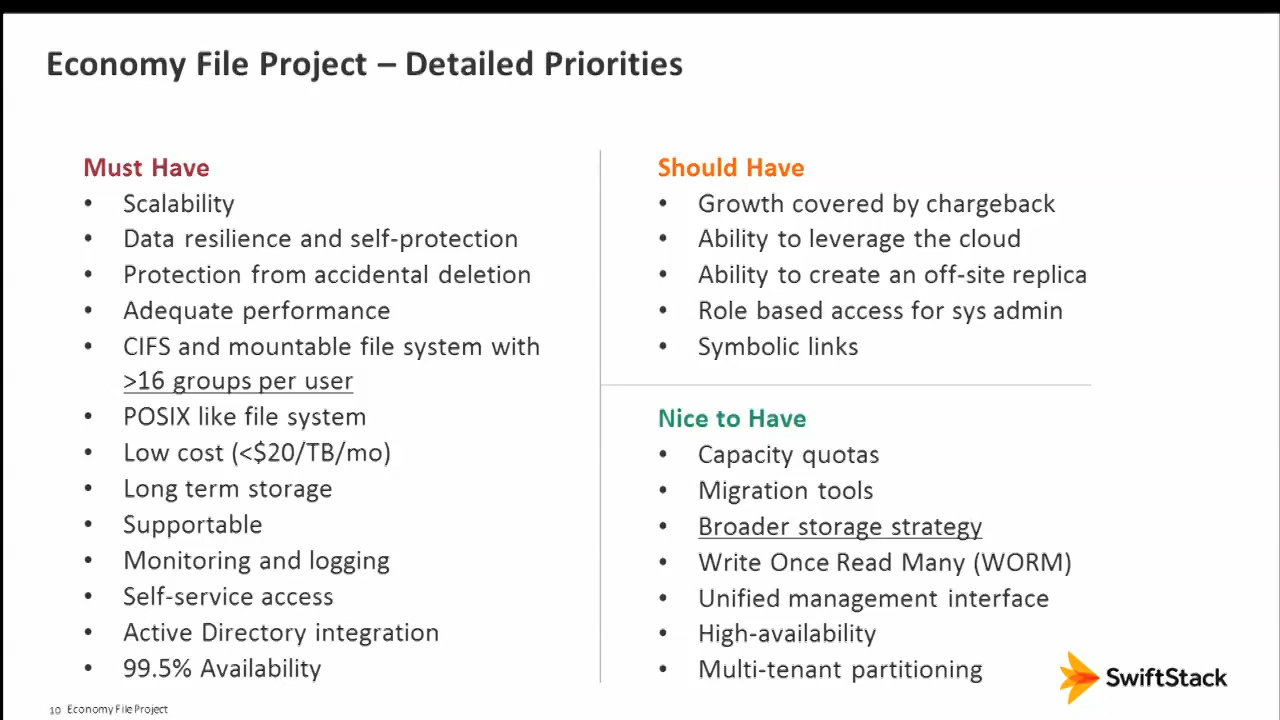 Economy File Project – Detailed Priorities
Must Have
• Scalability
• Data resilience and self-protection
• Protection from accidental deletion
• Adequate performance
• CIFS and mountable file system with
>16 groups per user
• POSIX like file system
• Low cost (<$20/TB/mo)
• Long term storage
• Supportable
• Monitoring and logging
• Self-service access
• Active Directory integration
• 99.5% Availability
Should Have
• Growth covered by chargeback
• Ability to leverage the cloud
• Ability to create an off-site replica
• Role based access for sys admin
• Symbolic links
Nice to Have
• Capacity quotas
• Migration tools
• Broader storage strategy
• Write Once Read Many (WORM)
• Unified management interface
• High-availability
• Multi-tenant partitioning
SwiftStack
10 Economy File Project